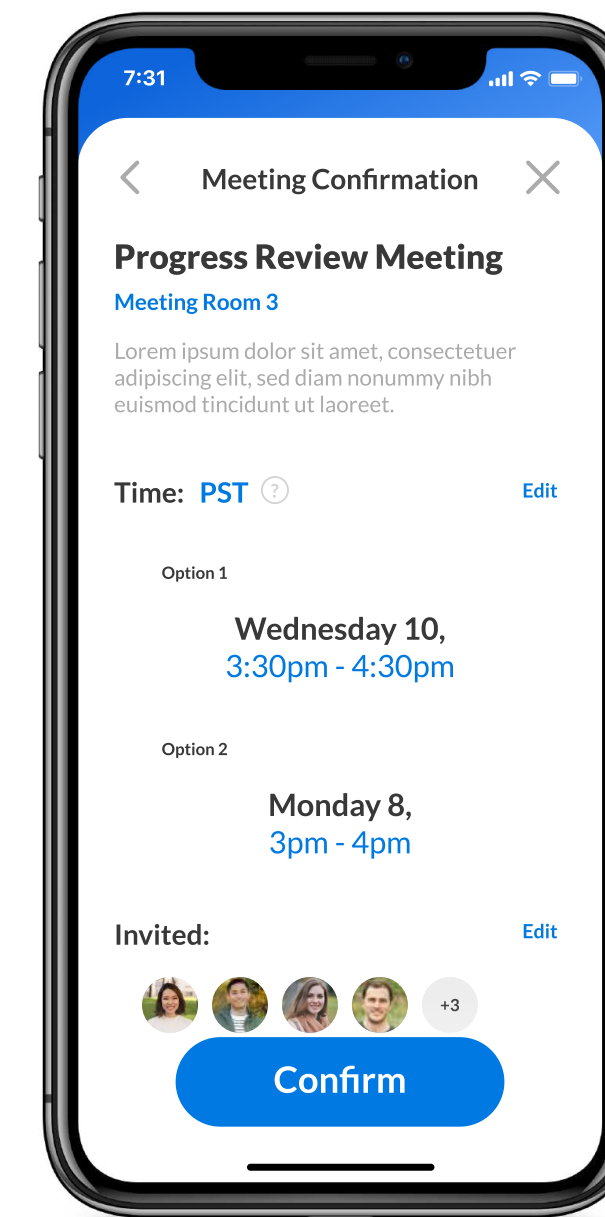 7:31
Meeting Confirmation
Progress Review Meeting
Meeting Room 3
Lorem ipsum dolor sit amet, consectetuer
adipiscing elit, sed diam nonummy nibh
euismod tincidunt ut laoreet.
Time: PST ? Edit
Option 1
Wednesday 10,
3:30pm - 4:30pm
Option 2
Monday 8,
3pm - 4pm
Invited: Edit
+3
Confirm